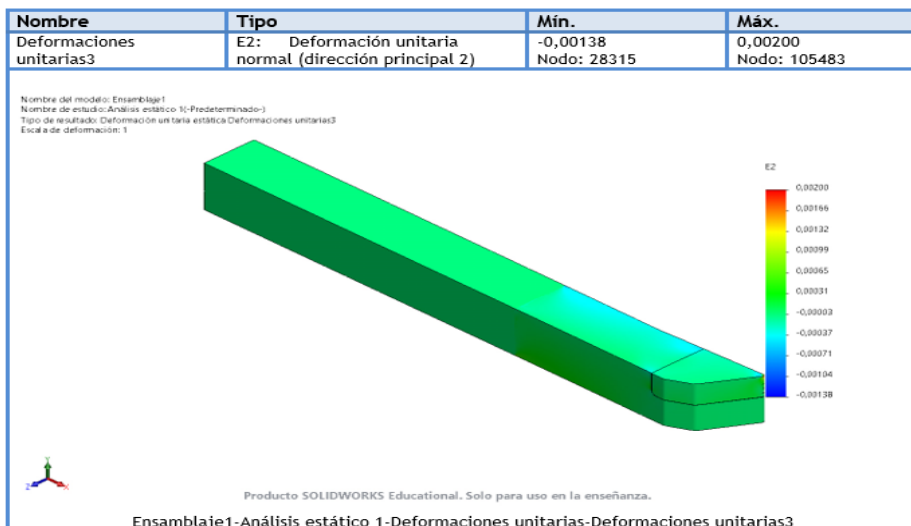 Nombre Tipo Mín. Máx.
Deformaciones unitarias3 E2: Deformación unitaria normal (dirección principal 2) -0,00138 Nodo: 28315 0,00200 Nodo: 105483
Nombre del modelo: Ensamblaje1
Nombre de estudio: Análisis estático 1(-Predeterminado-)
Tipo de resultado: Deformación unitaria estática Deformaciones unitarias3
Escala de deformación: 1
E2
0,00200
0,00166
0,00132
0,00099
0,00065
0,00031
-0,00003
-0,00037
-0,00071
-0,00104
-0,00138
Y
Z
X
Producto SOLIDWORKS Educational. Solo para uso en la enseñanza.
Ensamblaje1-Análisis estático 1-Deformaciones unitarias-Deformaciones unitarias3